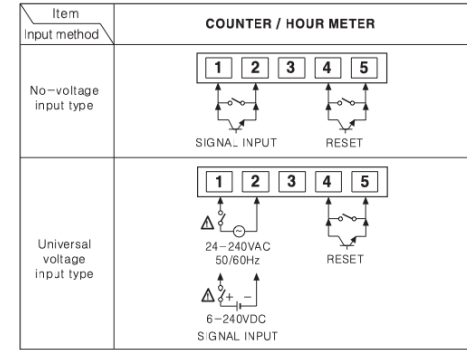 Item
Input method
COUNTER / HOUR METER
No-voltage
input type
1 2 3 4 5
SIGNAL INPUT RESET
Universal
voltage
input type
1 2 3 4 5
24-240VAC
50/60Hz
RESET
+ -
6-240VDC
SIGNAL INPUT